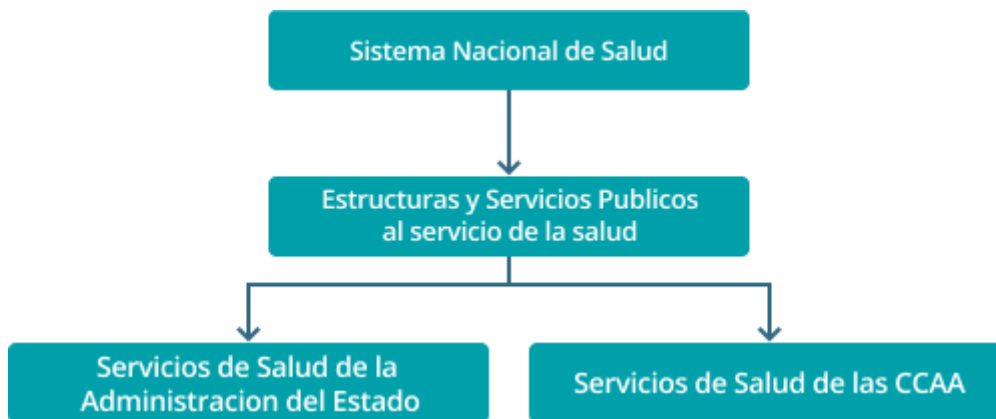 Sistema Nacional de Salud
Estructuras y Servicios Publicos
al servicio de la salud
Servicios de Salud de la
Administracion del Estado
Servicios de Salud de las CCAA